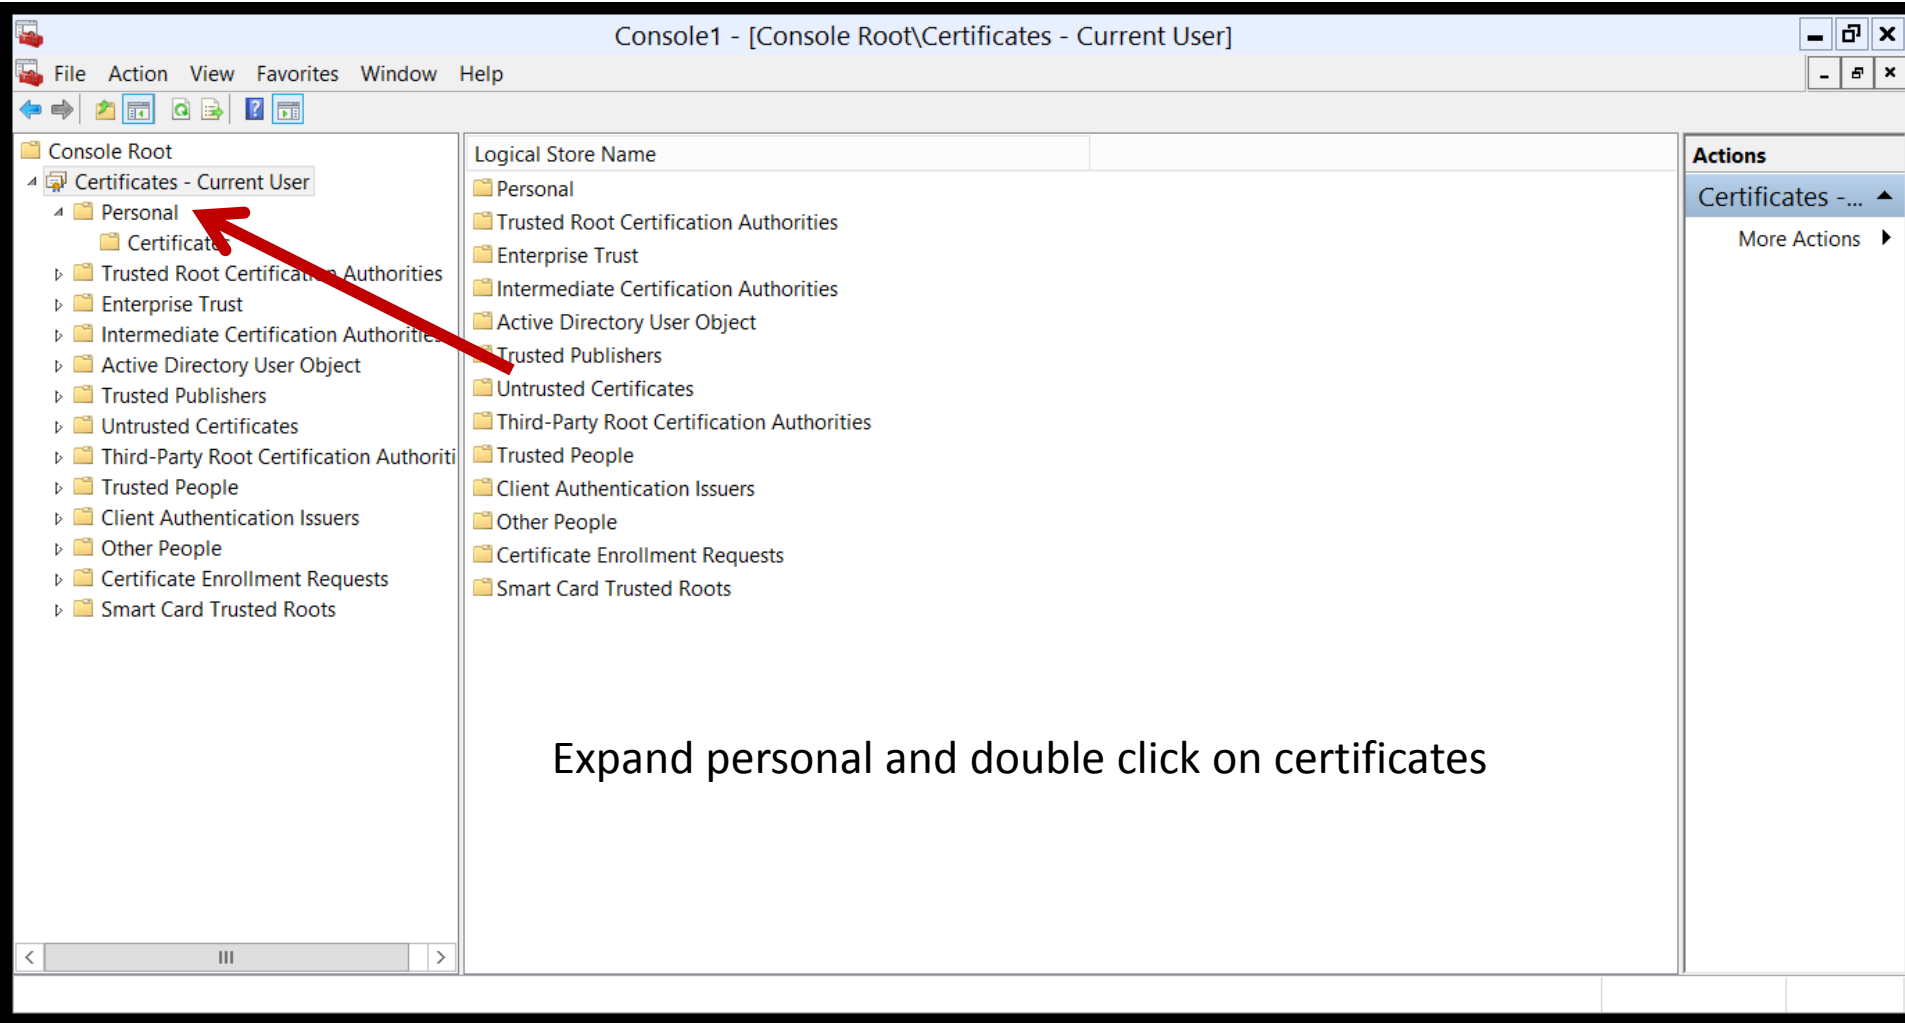 Console1 - [Console Root\Certificates - Current User]
File Action View Favorites Window Help
Console Root
Certificates - Current User
Personal
Certificates
Trusted Root Certification Authorities
Enterprise Trust
Intermediate Certification Authorities
Active Directory User Object
Trusted Publishers
Untrusted Certificates
Third-Party Root Certification Authoriti
Trusted People
Client Authentication Issuers
Other People
Certificate Enrollment Requests
Smart Card Trusted Roots
Logical Store Name
Personal
Trusted Root Certification Authorities
Enterprise Trust
Intermediate Certification Authorities
Active Directory User Object
Trusted Publishers
Untrusted Certificates
Third-Party Root Certification Authorities
Trusted People
Client Authentication Issuers
Other People
Certificate Enrollment Requests
Smart Card Trusted Roots
Expand personal and double click on certificates
Actions
Certificates -...
More Actions